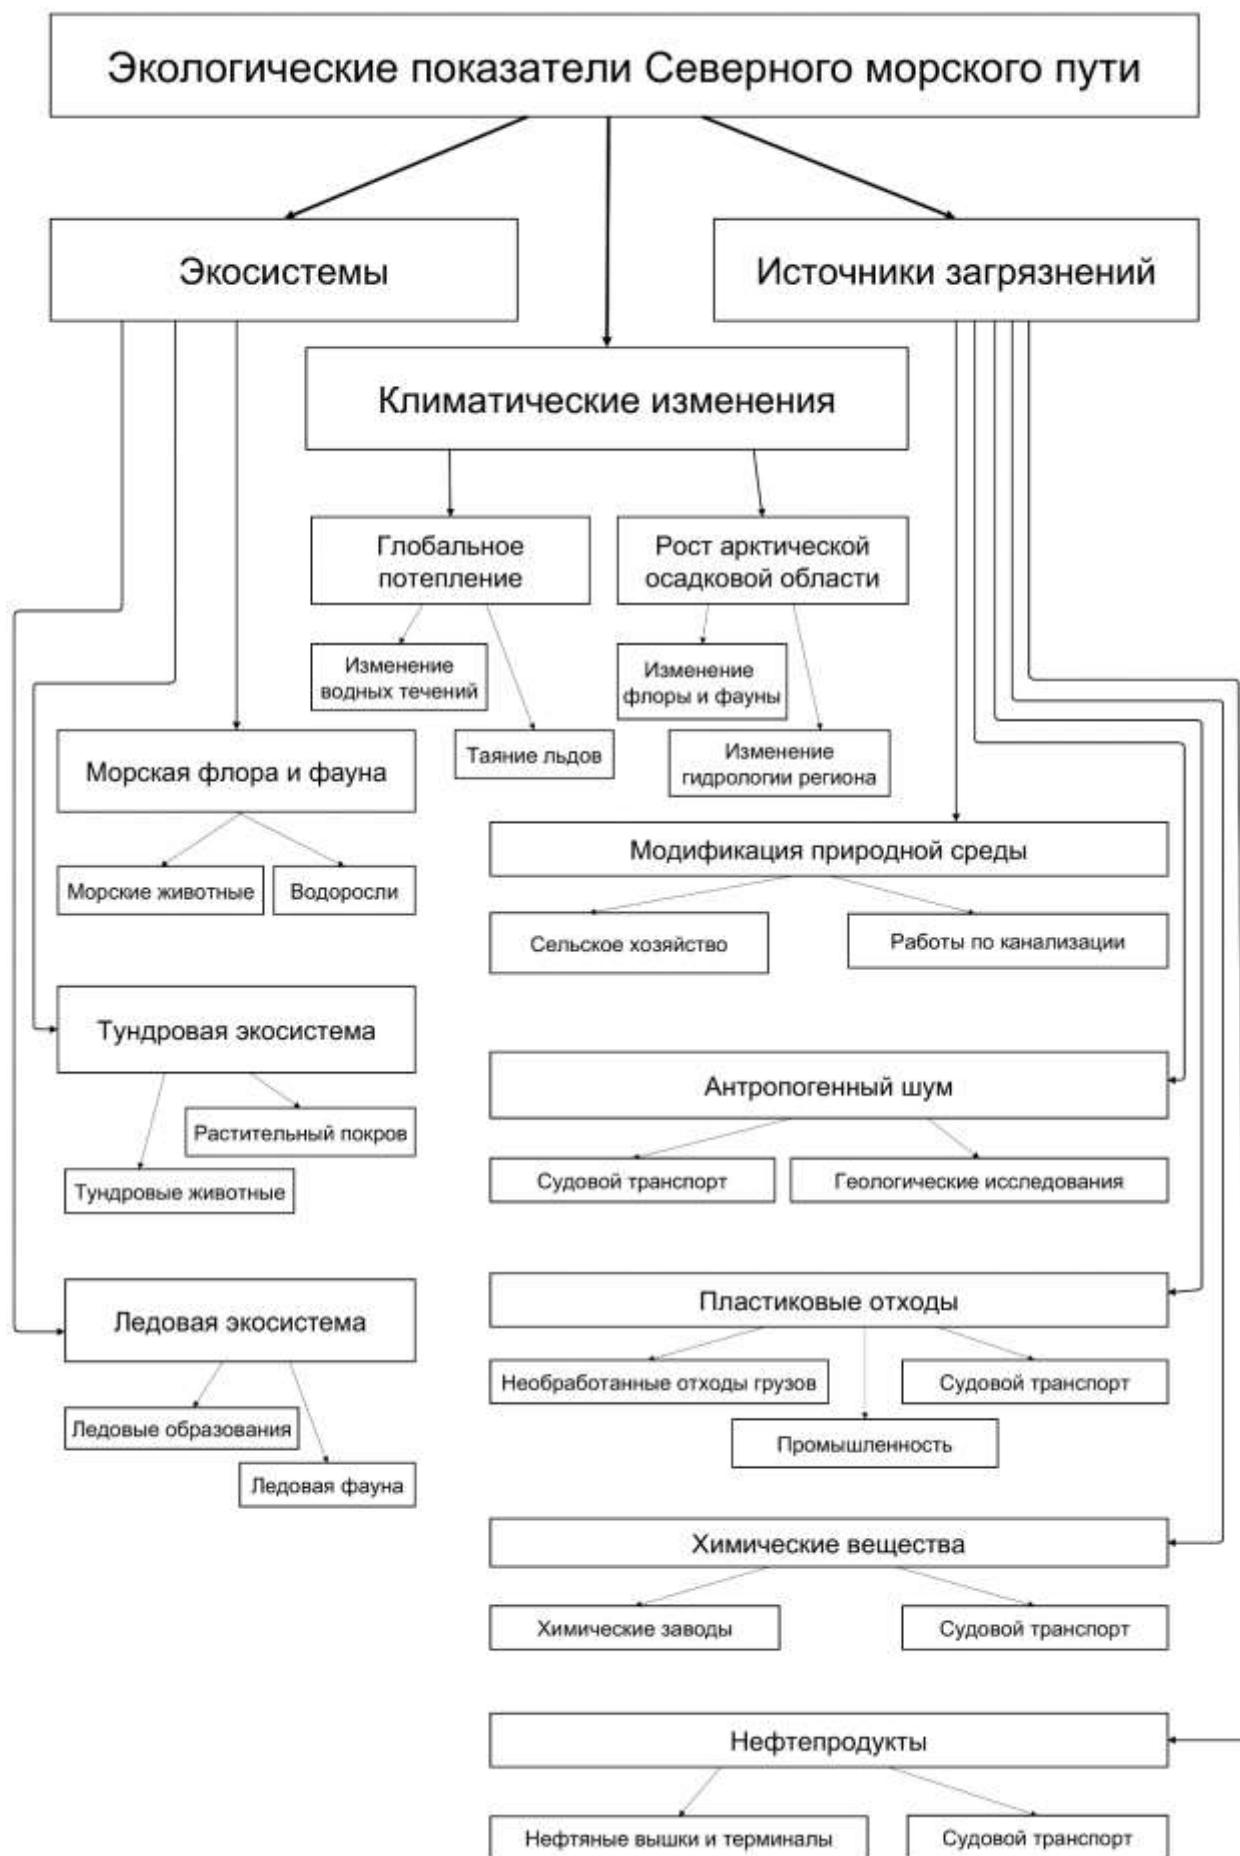 Экологические показатели Северного морского пути
Экосистемы
Источники загрязнений
Климатические изменения
Глобальное
потепление
Рост арктической
осадковой области
Изменение
водных течений
Изменение
флоры и фауны
Таяние льдов
Изменение
гидрологии региона
Морская флора и фауна
Морские животные
Водоросли
Тундровая экосистема
Растительный покров
Тундровые животные
Ледовая экосистема
Ледовые образования
Ледовая фауна
Модификация природной среды
Сельское хозяйство
Работы по канализации
Антропогенный шум
Судовой транспорт
Геологические исследования
Пластиковые отходы
Необработанные отходы грузов
Судовой транспорт
Промышленность
Химические вещества
Химические заводы
Судовой транспорт
Нефтепродукты
Нефтяные вышки и терминалы
Судовой транспорт